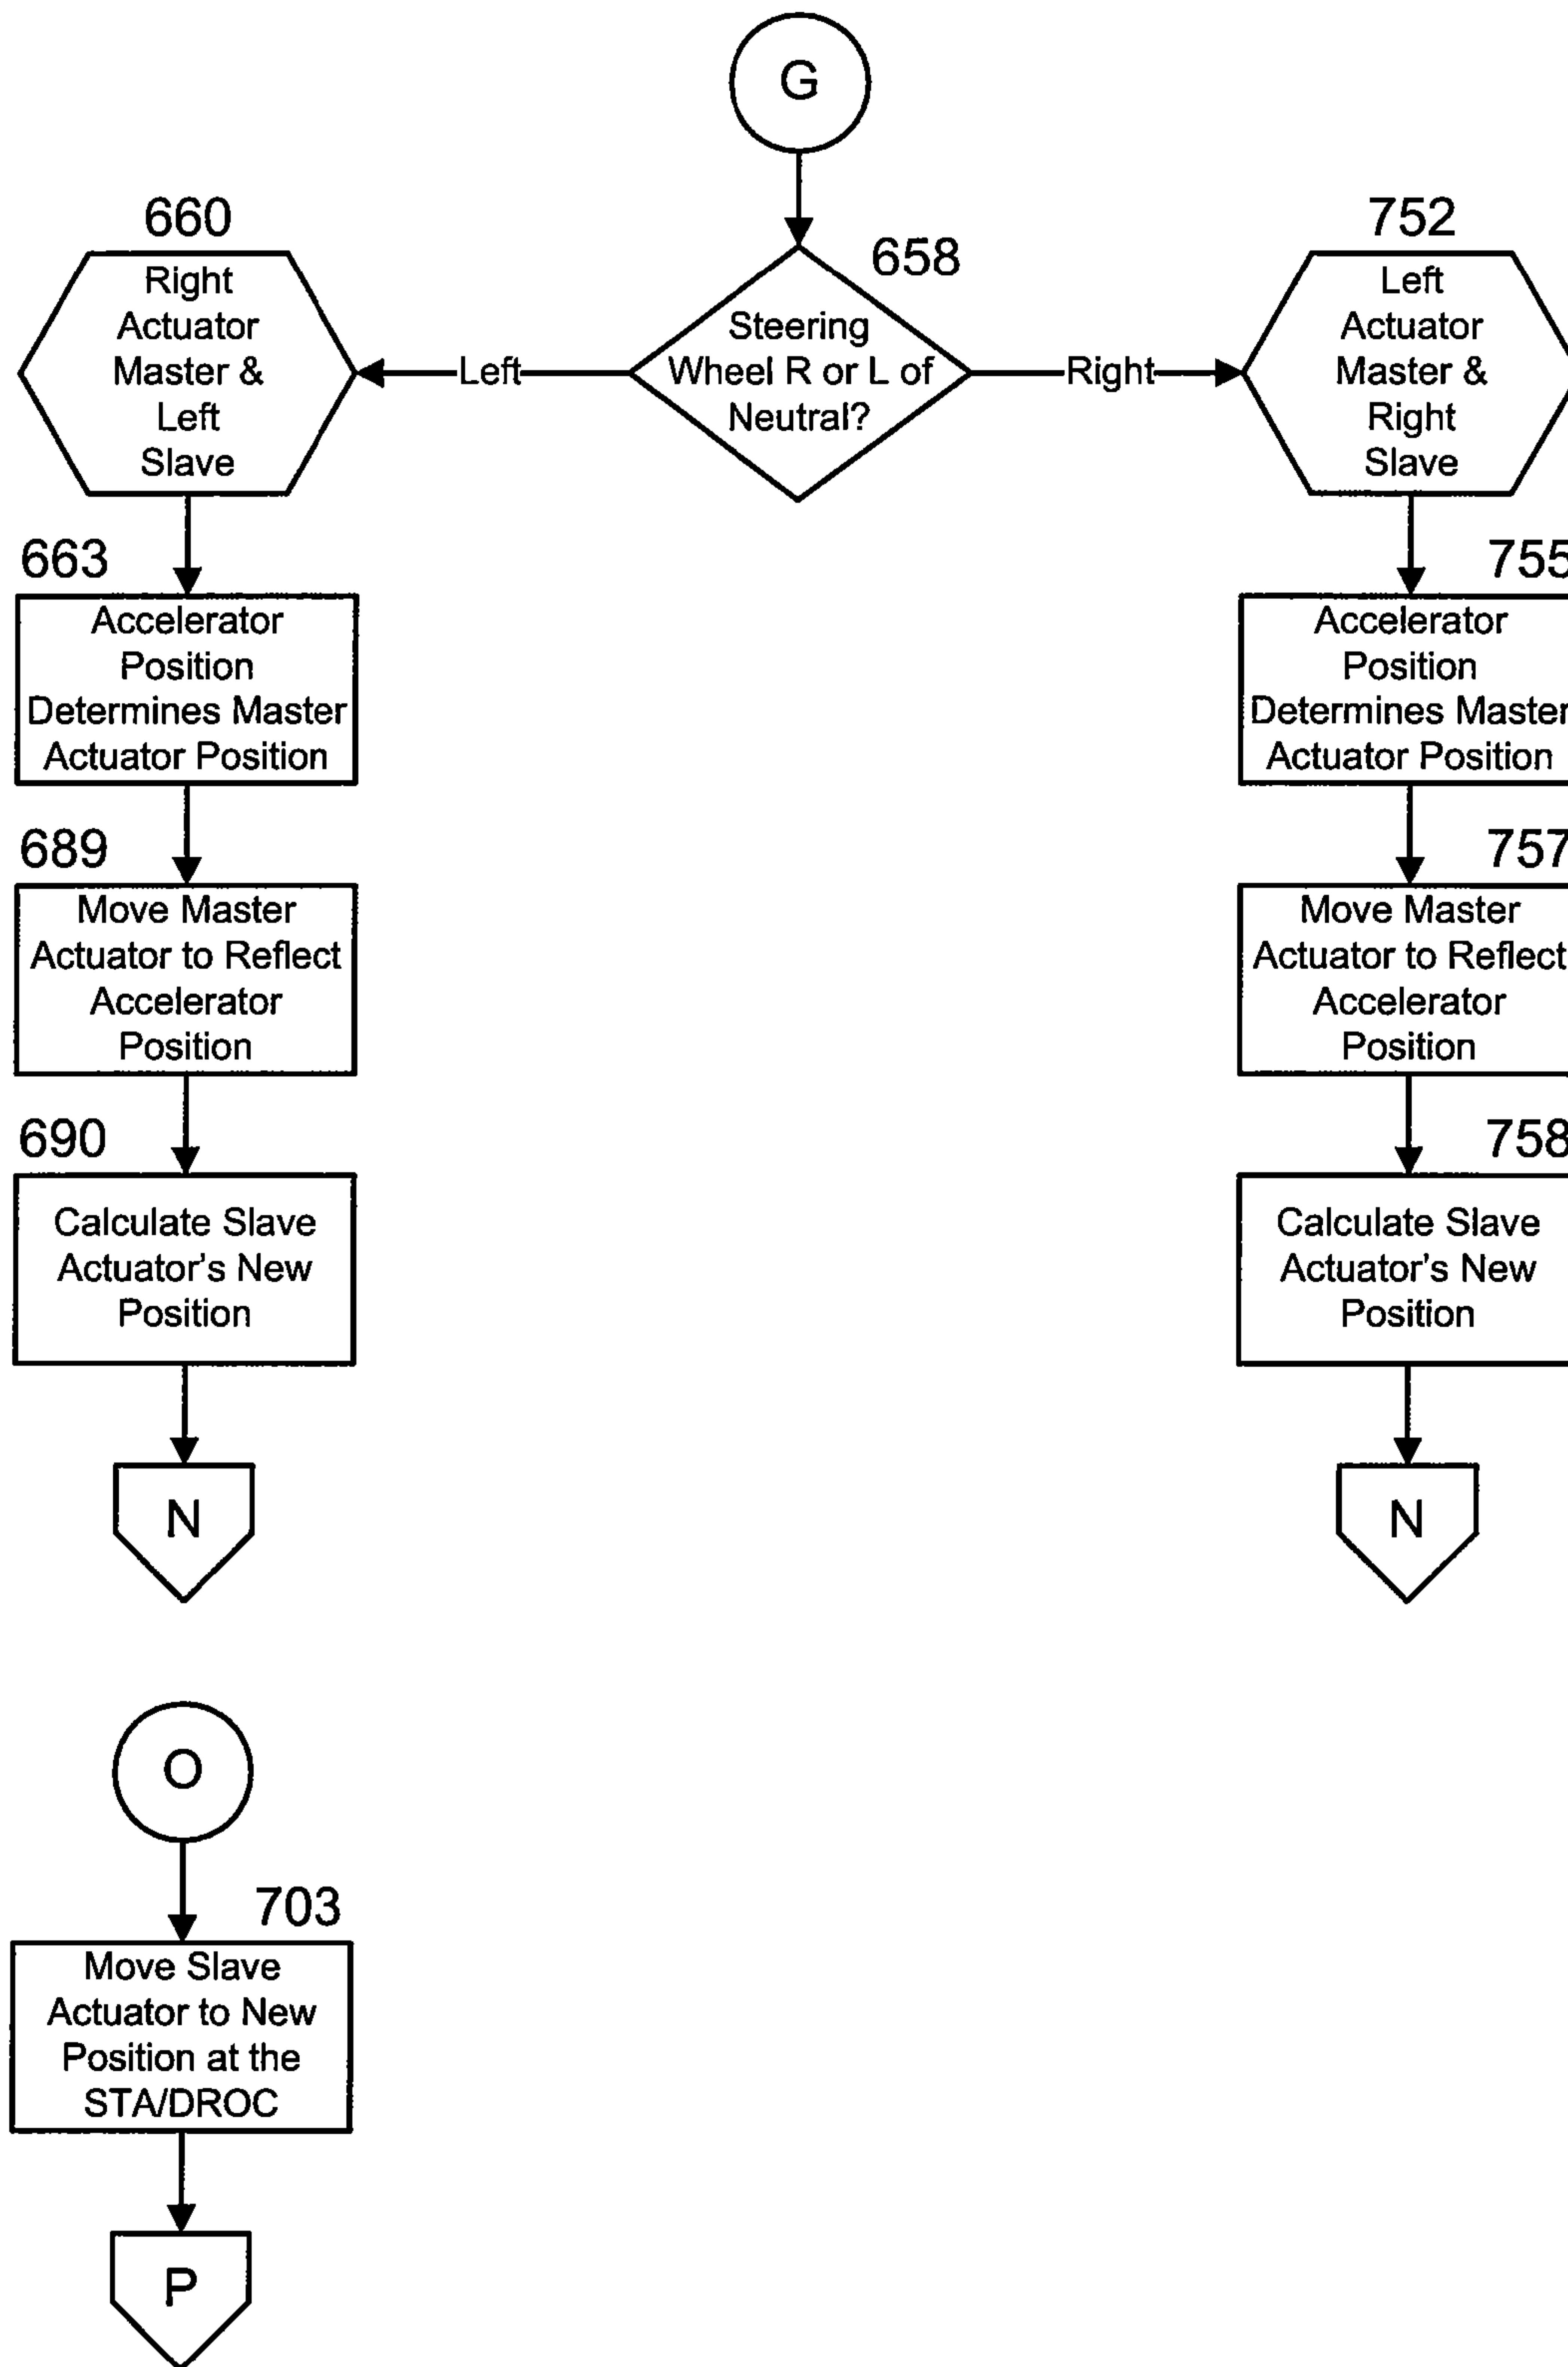 G
658
Steering
Wheel R or L of
Neutral?
Left
Right
660
Right
Actuator
Master &
Left
Slave
663
Accelerator
Position
Determines Master
Actuator Position
689
Move Master
Actuator to Reflect
Accelerator
Position
690
Calculate Slave
Actuator's New
Position
N
752
Left
Actuator
Master &
Right
Slave
755
Accelerator
Position
Determines Master
Actuator Position
757
Move Master
Actuator to Reflect
Accelerator
Position
758
Calculate Slave
Actuator's New
Position
N
O
703
Move Slave
Actuator to New
Position at the
STA/DROC
P